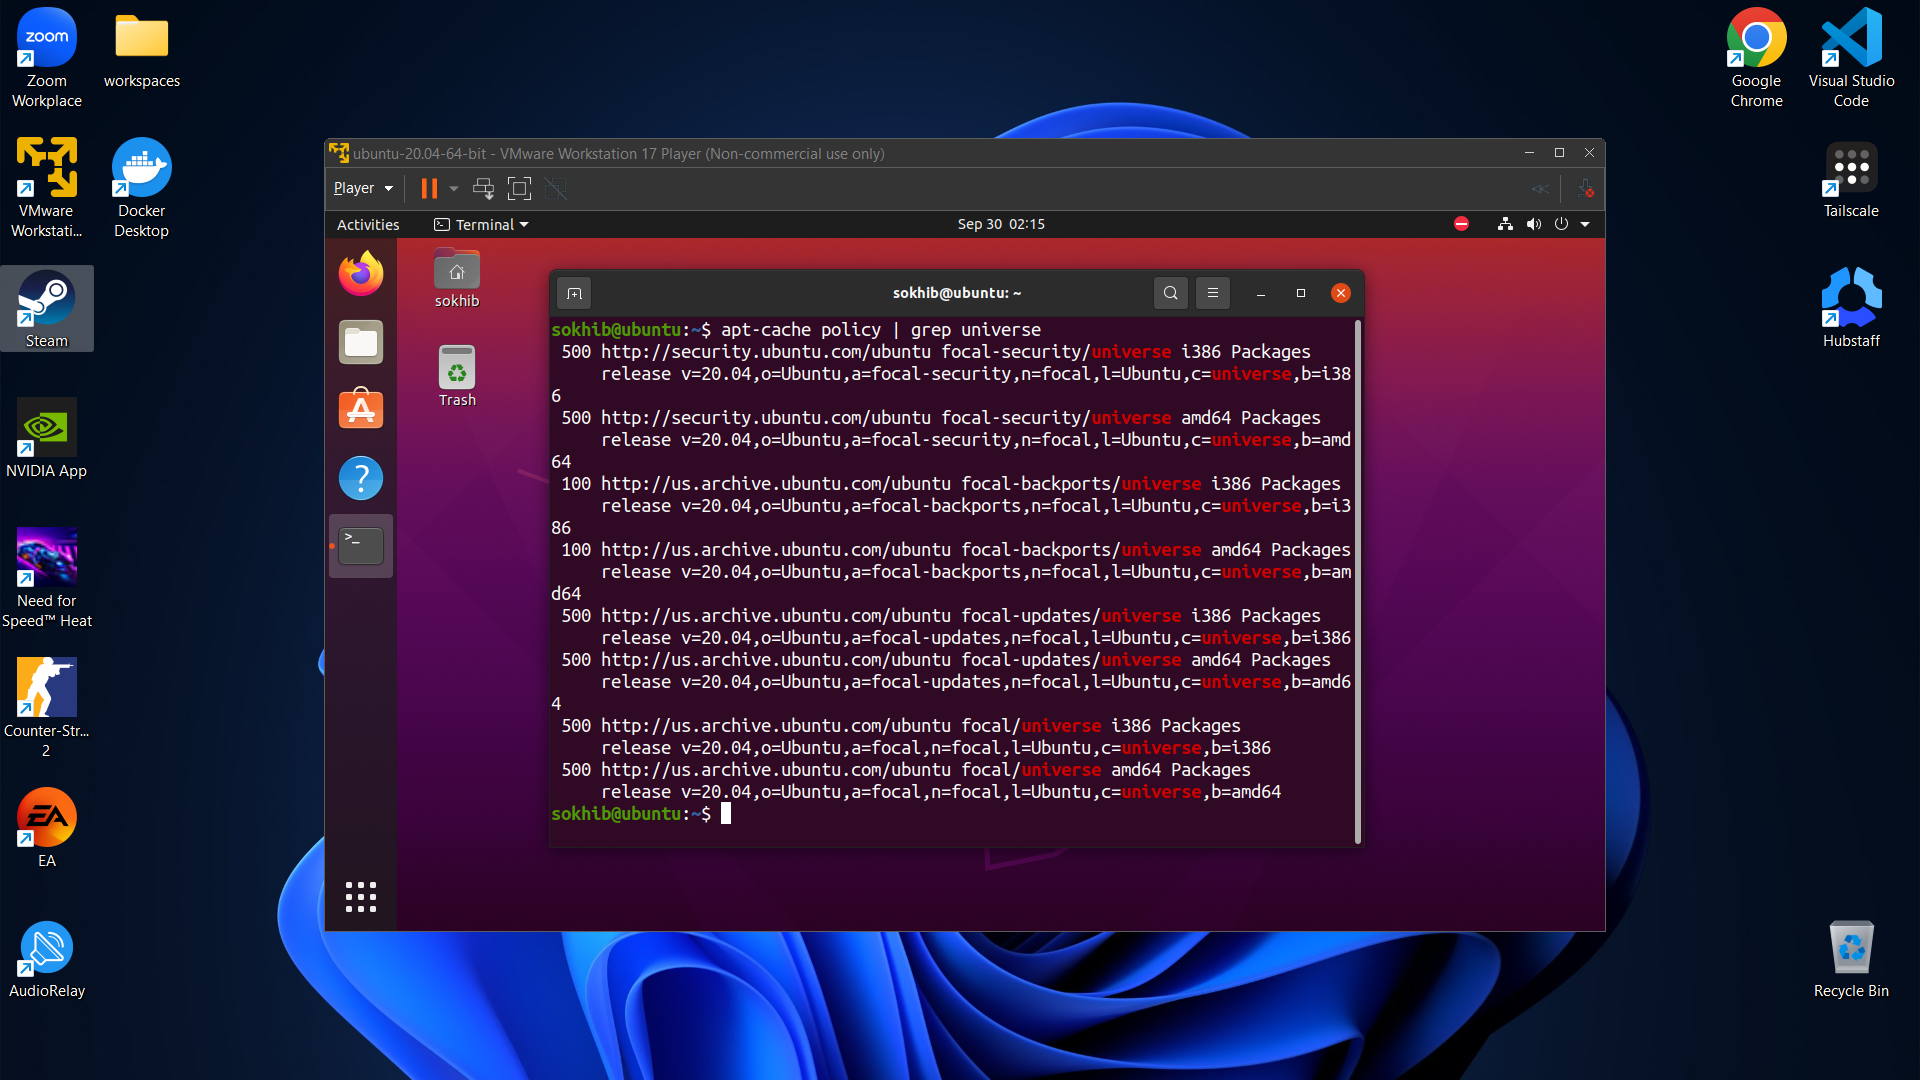 zoom
Zoom
Workplace
workspaces
VMware
Workstati...
Docker
Desktop
Steam
NVIDIA App
Need for
Speed™ Heat
Counter-Str...
2
EA
EA
AudioRelay
Google
Chrome
Visual Studio
Code
Tailscale
Hubstaff
Recycle Bin
ubuntu-20.04-64-bit - VMware Workstation 17 Player (Non-commercial use only)
Player
Activities
Terminal
Sep 30 02:15
sokhib
Trash
sokhib@ubuntu: ~
sokhib@ubuntu:~$ apt-cache policy | grep universe
500 http://security.ubuntu.com/ubuntu focal-security/universe i386 Packages
release v=20.04,o=Ubuntu,a=focal-security,n=focal,l=Ubuntu,c=universe,b=i38
6
500 http://security.ubuntu.com/ubuntu focal-security/universe amd64 Packages
release v=20.04,o=Ubuntu,a=focal-security,n=focal,l=Ubuntu,c=universe,b=amd
64
100 http://us.archive.ubuntu.com/ubuntu focal-backports/universe i386 Packages
release v=20.04,o=Ubuntu,a=focal-backports,n=focal,l=Ubuntu,c=universe,b=i3
86
100 http://us.archive.ubuntu.com/ubuntu focal-backports/universe amd64 Packages
release v=20.04,o=Ubuntu,a=focal-backports,n=focal,l=Ubuntu,c=universe,b=am
d64
500 http://us.archive.ubuntu.com/ubuntu focal-updates/universe i386 Packages
release v=20.04,o=Ubuntu,a=focal-updates,n=focal,l=Ubuntu,c=universe,b=i386
500 http://us.archive.ubuntu.com/ubuntu focal-updates/universe amd64 Packages
release v=20.04,o=Ubuntu,a=focal-updates,n=focal,l=Ubuntu,c=universe,b=amd6
4
500 http://us.archive.ubuntu.com/ubuntu focal/universe i386 Packages
release v=20.04,o=Ubuntu,a=focal,n=focal,l=Ubuntu,c=universe,b=i386
500 http://us.archive.ubuntu.com/ubuntu focal/universe amd64 Packages
release v=20.04,o=Ubuntu,a=focal,n=focal,l=Ubuntu,c=universe,b=amd64
sokhib@ubuntu:~$